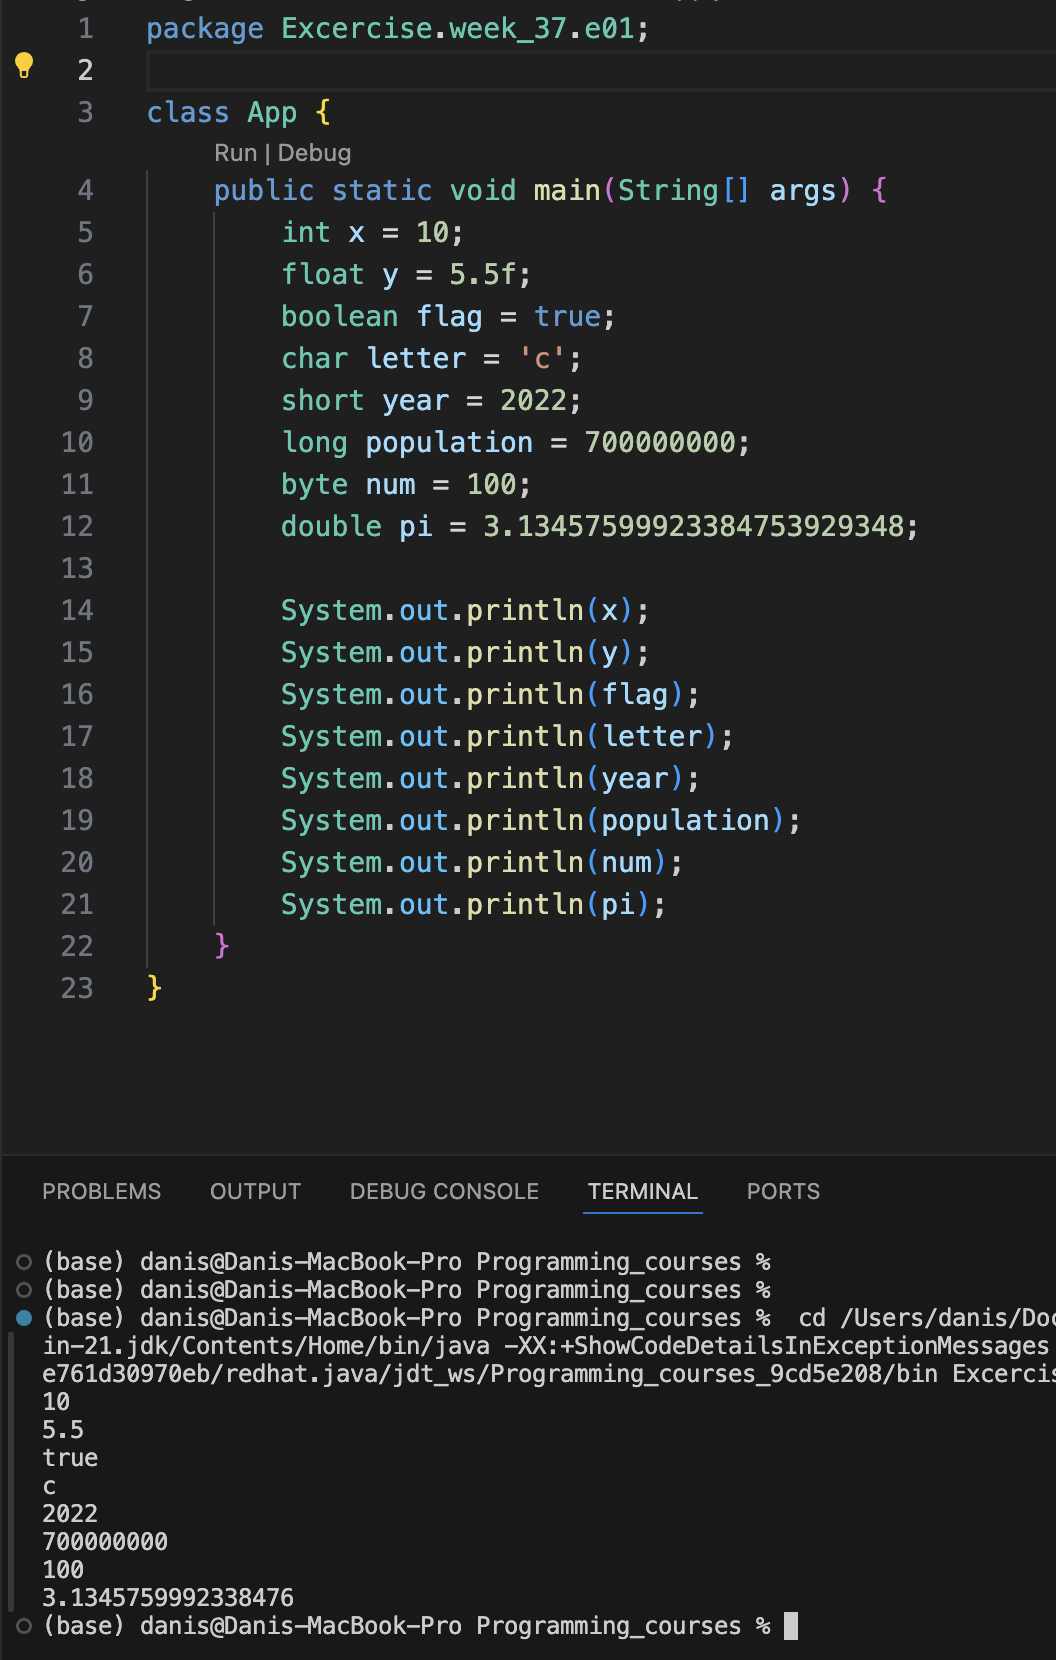 1 package Excercise.week_37.e01;
2
3 class App {
Run | Debug
4 public static void main(String[] args) {
5 int x = 10;
6 float y = 5.5f;
7 boolean flag = true;
8 char letter = 'c';
9 short year = 2022;
10 long population = 700000000;
11 byte num = 100;
12 double pi = 3.13457599923384753929348;
13
14 System.out.println(x);
15 System.out.println(y);
16 System.out.println(flag);
17 System.out.println(letter);
18 System.out.println(year);
19 System.out.println(population);
20 System.out.println(num);
21 System.out.println(pi);
22 }
23 }
PROBLEMS OUTPUT DEBUG CONSOLE TERMINAL PORTS
(base) danis@Danis-MacBook-Pro Programming_courses %
(base) danis@Danis-MacBook-Pro Programming_courses %
(base) danis@Danis-MacBook-Pro Programming_courses % cd /Users/danis/Doc
in-21.jdk/Contents/Home/bin/java -XX:+ShowCodeDetailsInExceptionMessages
e761d30970eb/redhat.java/jdt_ws/Programming_courses_9cd5e208/bin Excercis
10
5.5
true
c
2022
700000000
100
3.1345759992338476
(base) danis@Danis-MacBook-Pro Programming_courses %